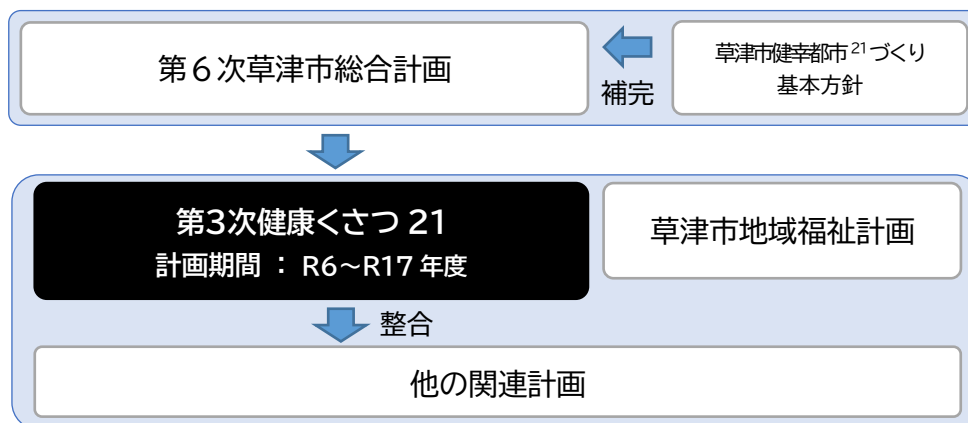 第6次草津市総合計画
補完
草津市健幸都市21づくり
基本方針
第3次健康くさつ 21
計画期間 : R6~R17 年度
草津市地域福祉計画
整合
他の関連計画